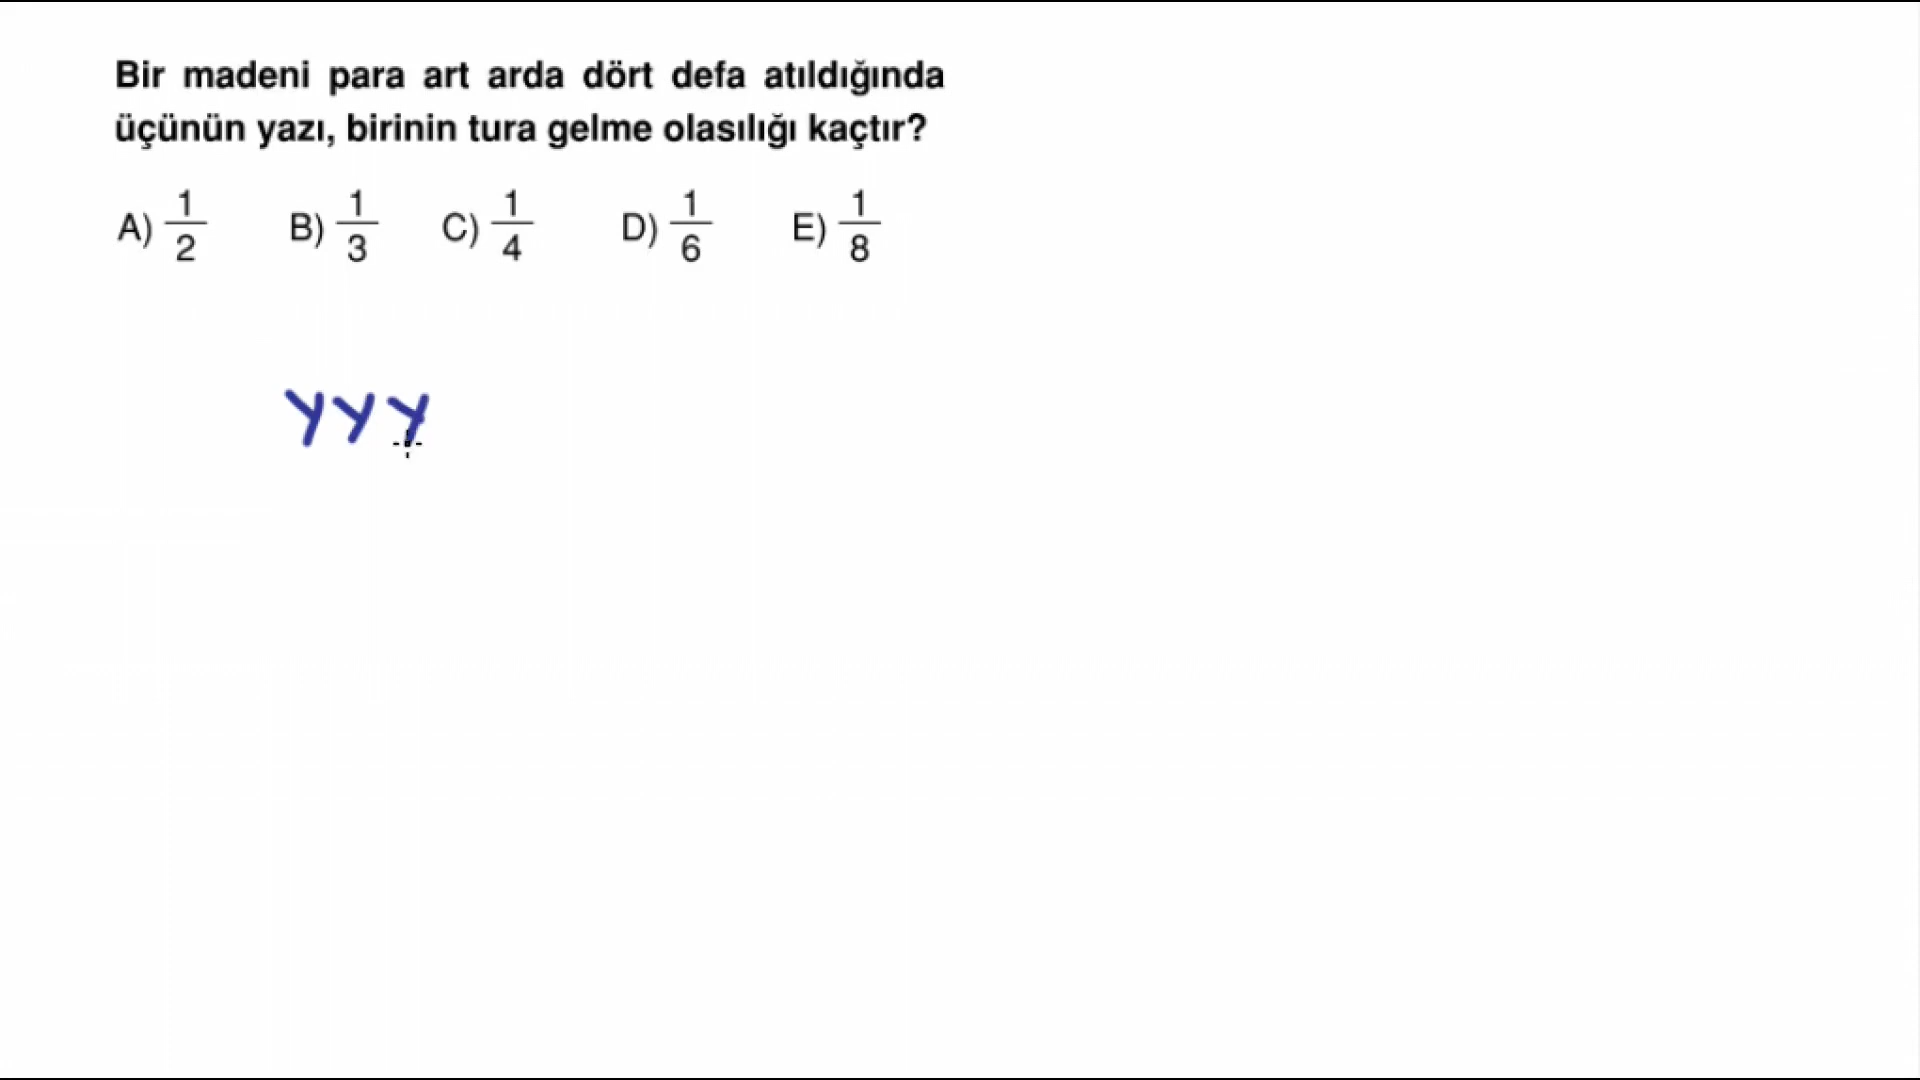 Bir madeni para art arda dört defa atıldığında
üçünün yazı, birinin tura gelme olasılığı kaçtır?
A) 1/2 B) 1/3 C) 1/4 D) 1/6 E) 1/8
Y Y Y